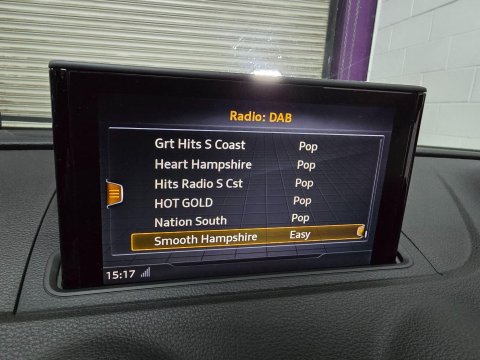 Radio: DAB
Grt Hits S Coast Pop
Heart Hampshire Pop
Hits Radio S Cst Pop
HOT GOLD Pop
Nation South Pop
Smooth Hampshire Easy
15:17